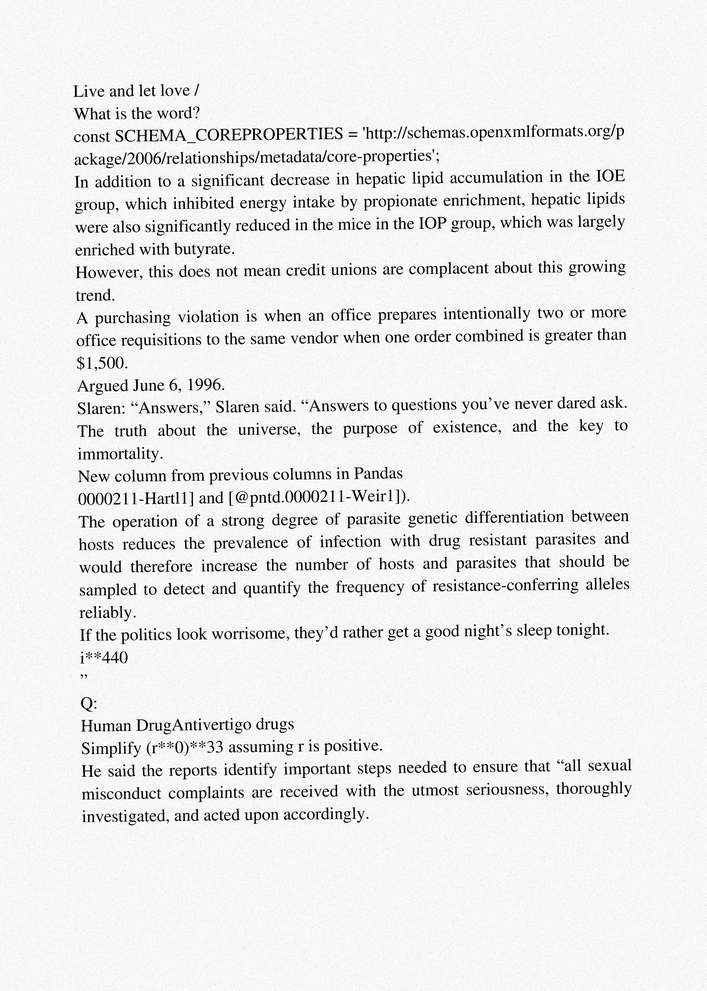 Live and let love /
What is the word?
const SCHEMA_COREPROPERTIES = 'http://schemas.openxmlformats.org/p
ackage/2006/relationships/metadata/core-properties';
In addition to a significant decrease in hepatic lipid accumulation in the IOE
group, which inhibited energy intake by propionate enrichment, hepatic lipids
were also significantly reduced in the mice in the IOP group, which was largely
enriched with butyrate.
However, this does not mean credit unions are complacent about this growing
trend.
A purchasing violation is when an office prepares intentionally two or more
office requisitions to the same vendor when one order combined is greater than
$1,500.
Argued June 6, 1996.
Slaren: “Answers,” Slaren said. “Answers to questions you’ve never dared ask.
The truth about the universe, the purpose of existence, and the key to
immortality.
New column from previous columns in Pandas
0000211-Hartl1] and [@pntd.0000211-Weir1]).
The operation of a strong degree of parasite genetic differentiation between
hosts reduces the prevalence of infection with drug resistant parasites and
would therefore increase the number of hosts and parasites that should be
sampled to detect and quantify the frequency of resistance-conferring alleles
reliably.
If the politics look worrisome, they’d rather get a good night’s sleep tonight.
i**440
”
Q:
Human DrugAntivertigo drugs
Simplify (r**0)**33 assuming r is positive.
He said the reports identify important steps needed to ensure that “all sexual
misconduct complaints are received with the utmost seriousness, thoroughly
investigated, and acted upon accordingly.